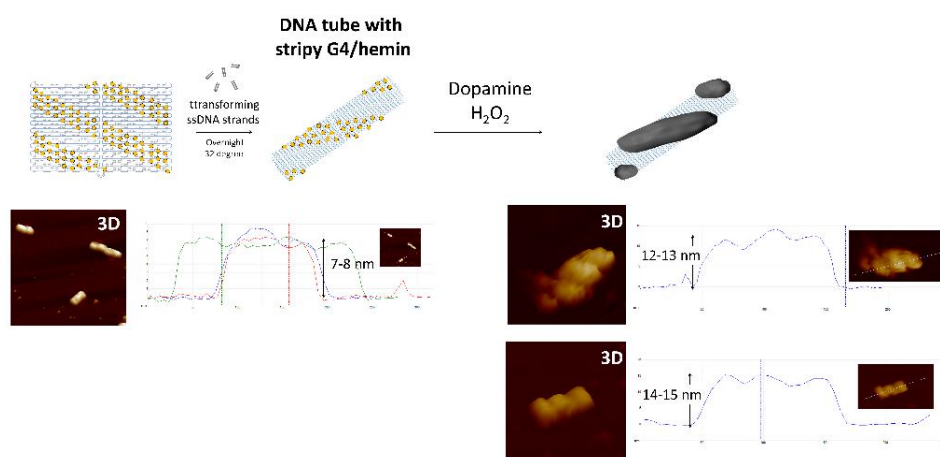 DNA tube with
stripy G4/hemin
ttransforming
ssDNA strands
Overnight
32 degree
Dopamine
H₂O₂
3D
7-8 nm
3D
12-13 nm
3D
14-15 nm